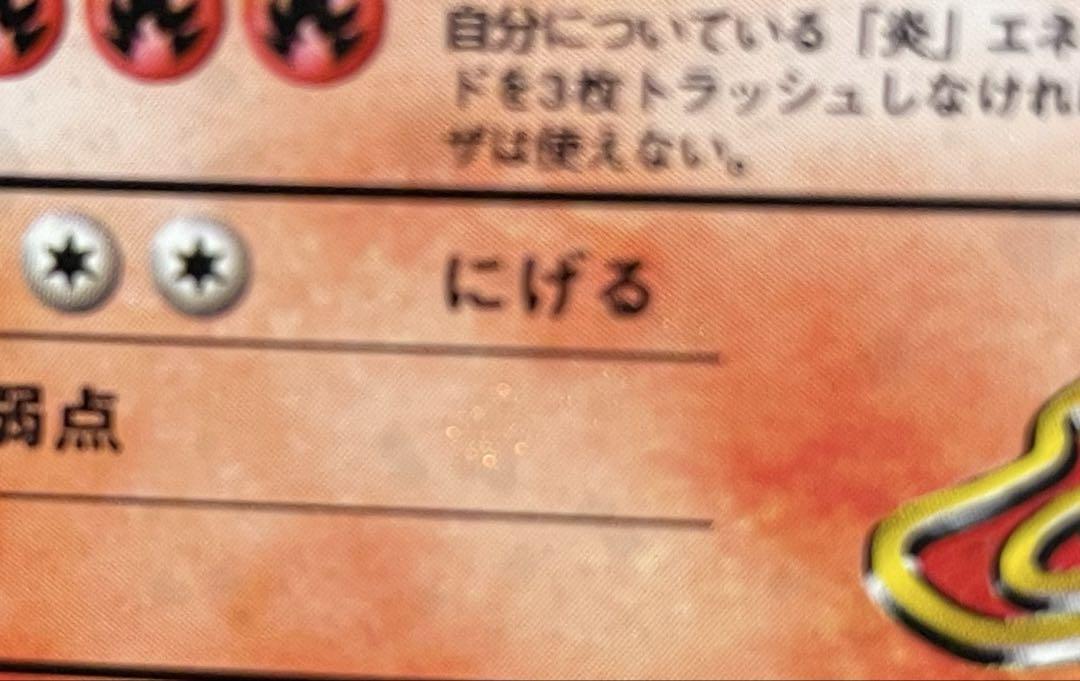 自分についている「炎」エネ
ドを3枚トラッシュしなけれ
ザは使えない。
にげる
弱点